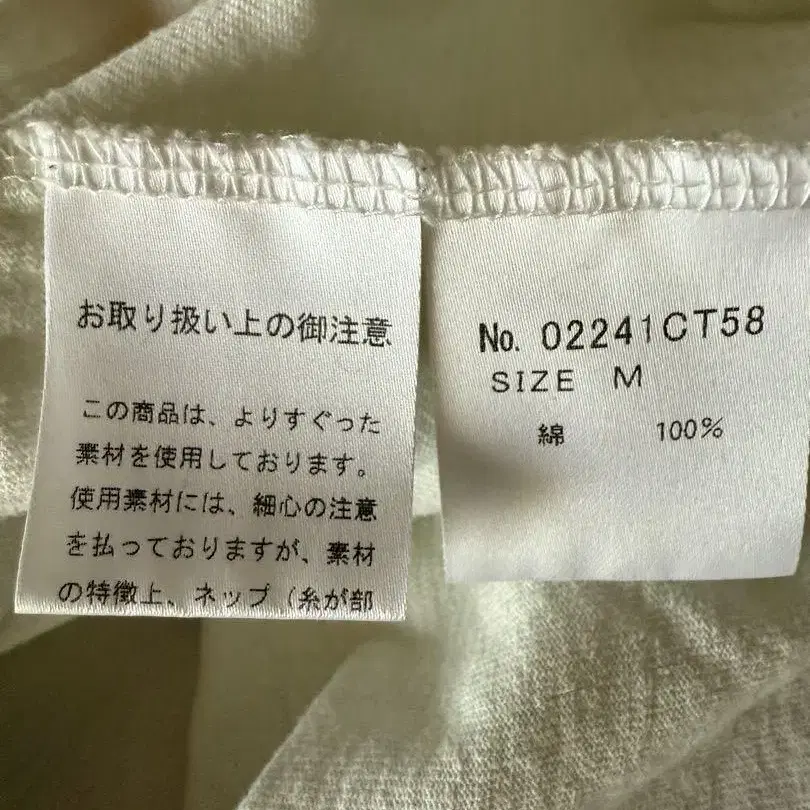 お取り扱い上の御注意
この商品は、よりすぐった
素材を使用しております。
使用素材には、細心の注意
を払っておりますが、素材
の特徴上、ネップ（糸が部
No. 02241CT58
SIZE M
綿 100%